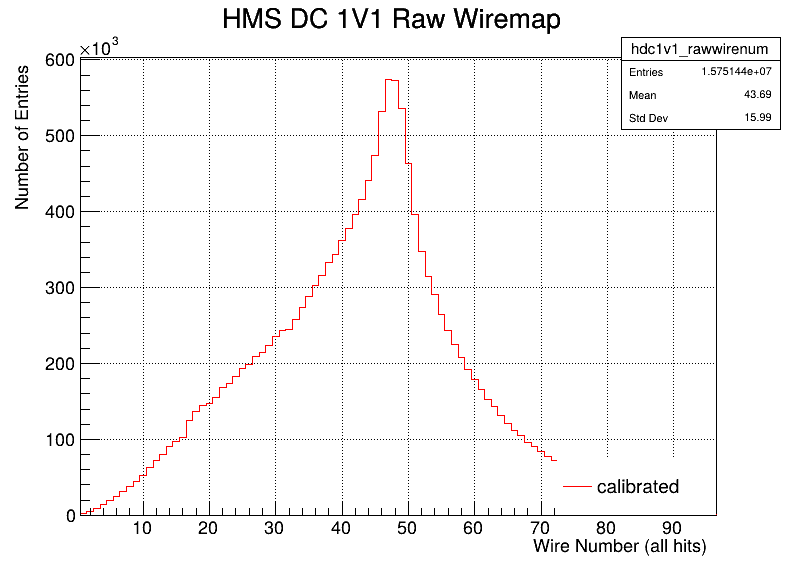 HMS DC 1V1 Raw Wiremap
hdc1v1_rawwirenum
Entries 1.575144e+07
Mean 43.69
Std Dev 15.99
×10³
600
500
400
300
200
100
0
Number of Entries
calibrated
10 20 30 40 50 60 70 80 90
Wire Number (all hits)